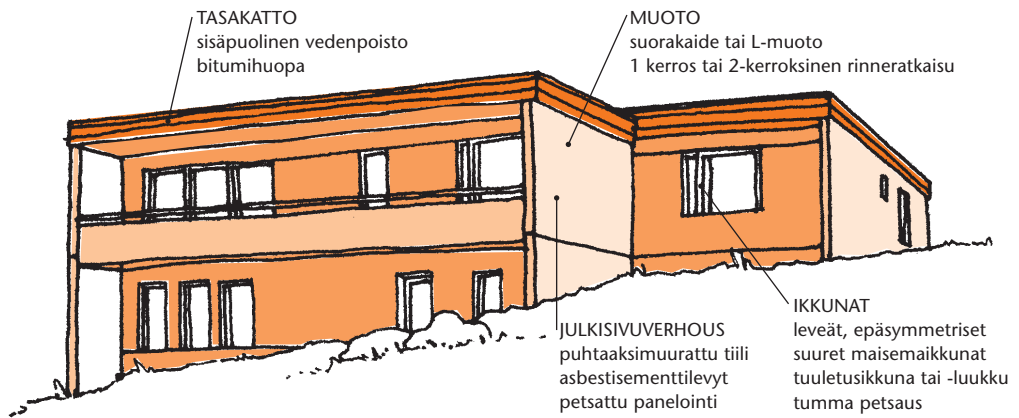 TASAKATTO
sisäpuolinen vedenpoisto
bitumihuopa
MUOTO
suorakaide tai L-muoto
1 kerros tai 2-kerroksinen rinneratkaisu
JULKISIVUVERHOUS
puhtaaksimuurattu tiili
asbestisementtilevyt
petsattu panelointi
IKKUNAT
leveät, epäsymmetriset
suuret maisemaikkunat
tuuletusikkuna tai -luukku
tumma petsaus